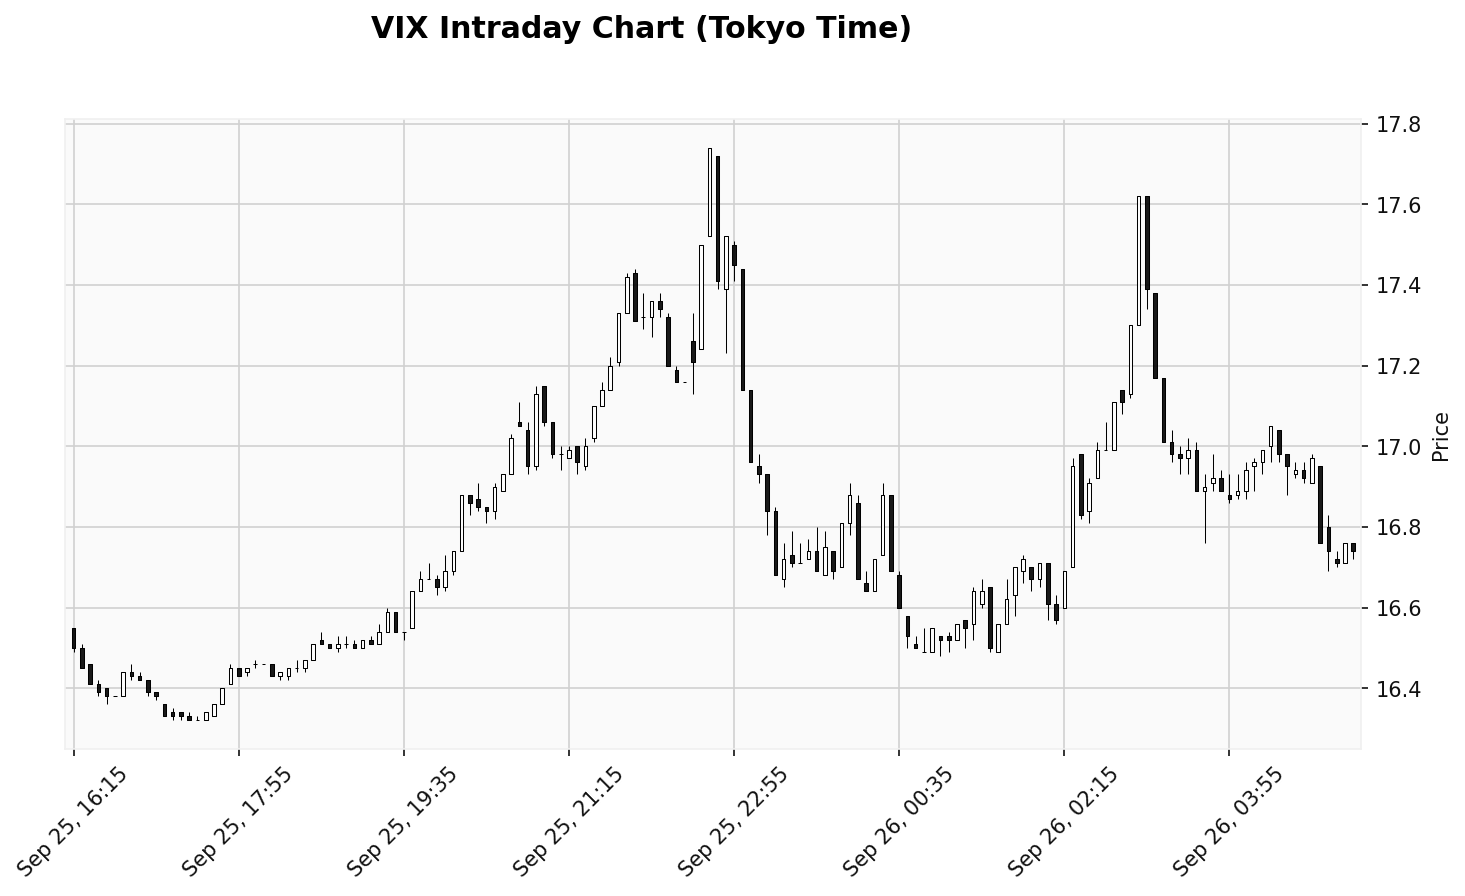 VIX Intraday Chart (Tokyo Time)
17.8
17.6
17.4
17.2
17.0
16.8
16.6
16.4
Price
Sep 25, 16:15
Sep 25, 17:55
Sep 25, 19:35
Sep 25, 21:15
Sep 25, 22:55
Sep 26, 00:35
Sep 26, 02:15
Sep 26, 03:55